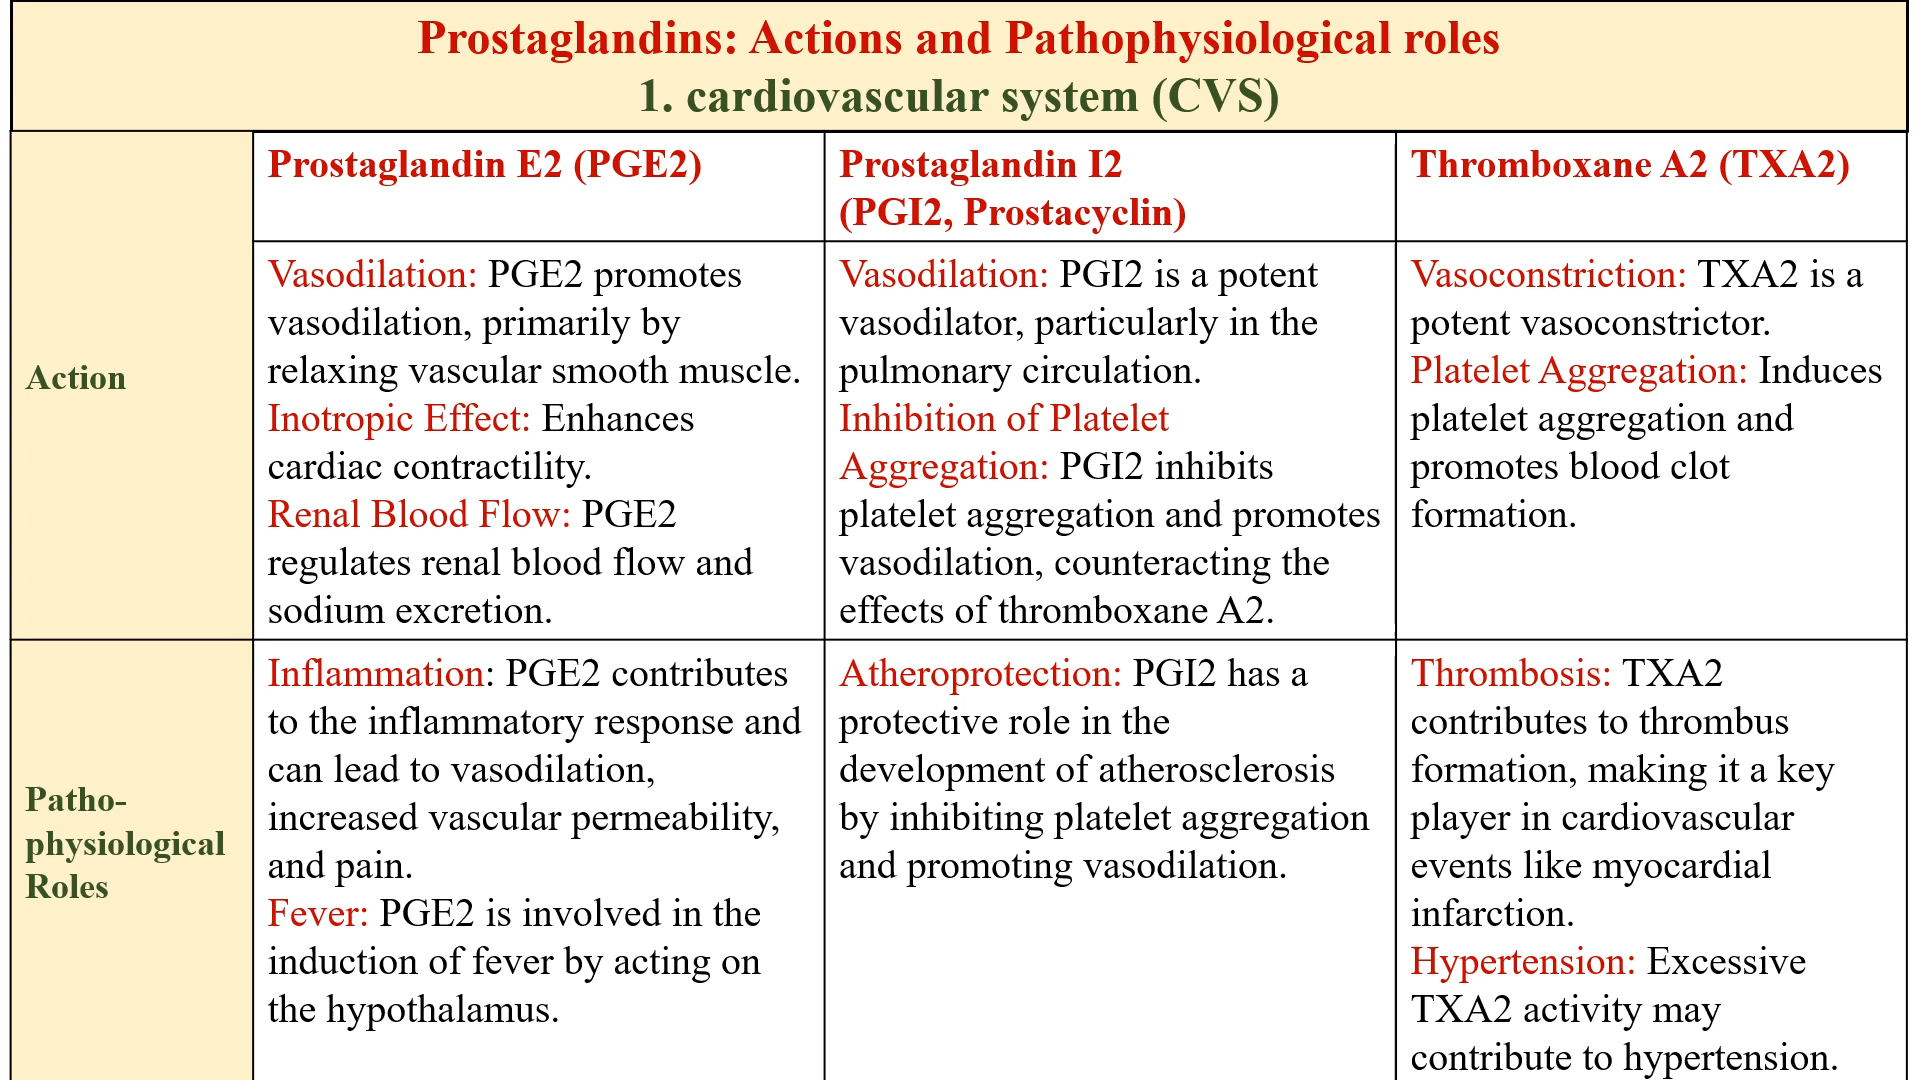 Prostaglandins: Actions and Pathophysiological roles
1. cardiovascular system (CVS)
Prostaglandin E2 (PGE2)
Prostaglandin I2
(PGI2, Prostacyclin)
Thromboxane A2 (TXA2)
Action
Vasodilation: PGE2 promotes
vasodilation, primarily by
relaxing vascular smooth muscle.
Inotropic Effect: Enhances
cardiac contractility.
Renal Blood Flow: PGE2
regulates renal blood flow and
sodium excretion.
Vasodilation: PGI2 is a potent
vasodilator, particularly in the
pulmonary circulation.
Inhibition of Platelet
Aggregation: PGI2 inhibits
platelet aggregation and promotes
vasodilation, counteracting the
effects of thromboxane A2.
Vasoconstriction: TXA2 is a
potent vasoconstrictor.
Platelet Aggregation: Induces
platelet aggregation and
promotes blood clot
formation.
Patho-
physiological
Roles
Inflammation: PGE2 contributes
to the inflammatory response and
can lead to vasodilation,
increased vascular permeability,
and pain.
Fever: PGE2 is involved in the
induction of fever by acting on
the hypothalamus.
Atheroprotection: PGI2 has a
protective role in the
development of atherosclerosis
by inhibiting platelet aggregation
and promoting vasodilation.
Thrombosis: TXA2
contributes to thrombus
formation, making it a key
player in cardiovascular
events like myocardial
infarction.
Hypertension: Excessive
TXA2 activity may
contribute to hypertension.